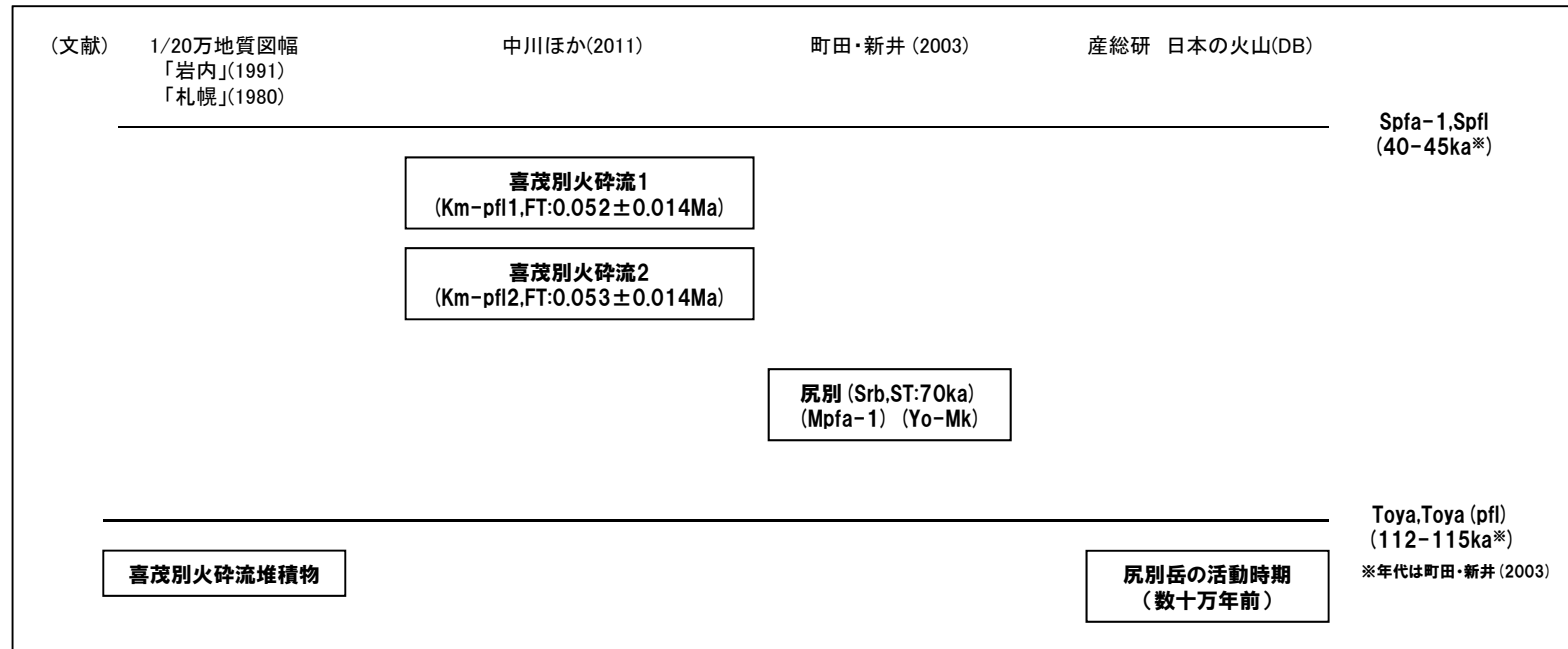 (文献) 1/20万地質図幅 中川ほか(2011) 町田・新井(2003) 産総研 日本の火山(DB)
「岩内」(1991)
「札幌」(1980)
Spfa-1,Spfl
(40-45ka※)
喜茂別火砕流1
(Km-pfl1,FT:0.052±0.014Ma)
喜茂別火砕流2
(Km-pfl2,FT:0.053±0.014Ma)
尻別(Srb,ST:70ka)
(Mpfa-1) (Yo-Mk)
Toya,Toya(pfl)
(112-115ka※)
※年代は町田・新井(2003)
喜茂別火砕流堆積物
尻別岳の活動時期
(数十万年前)